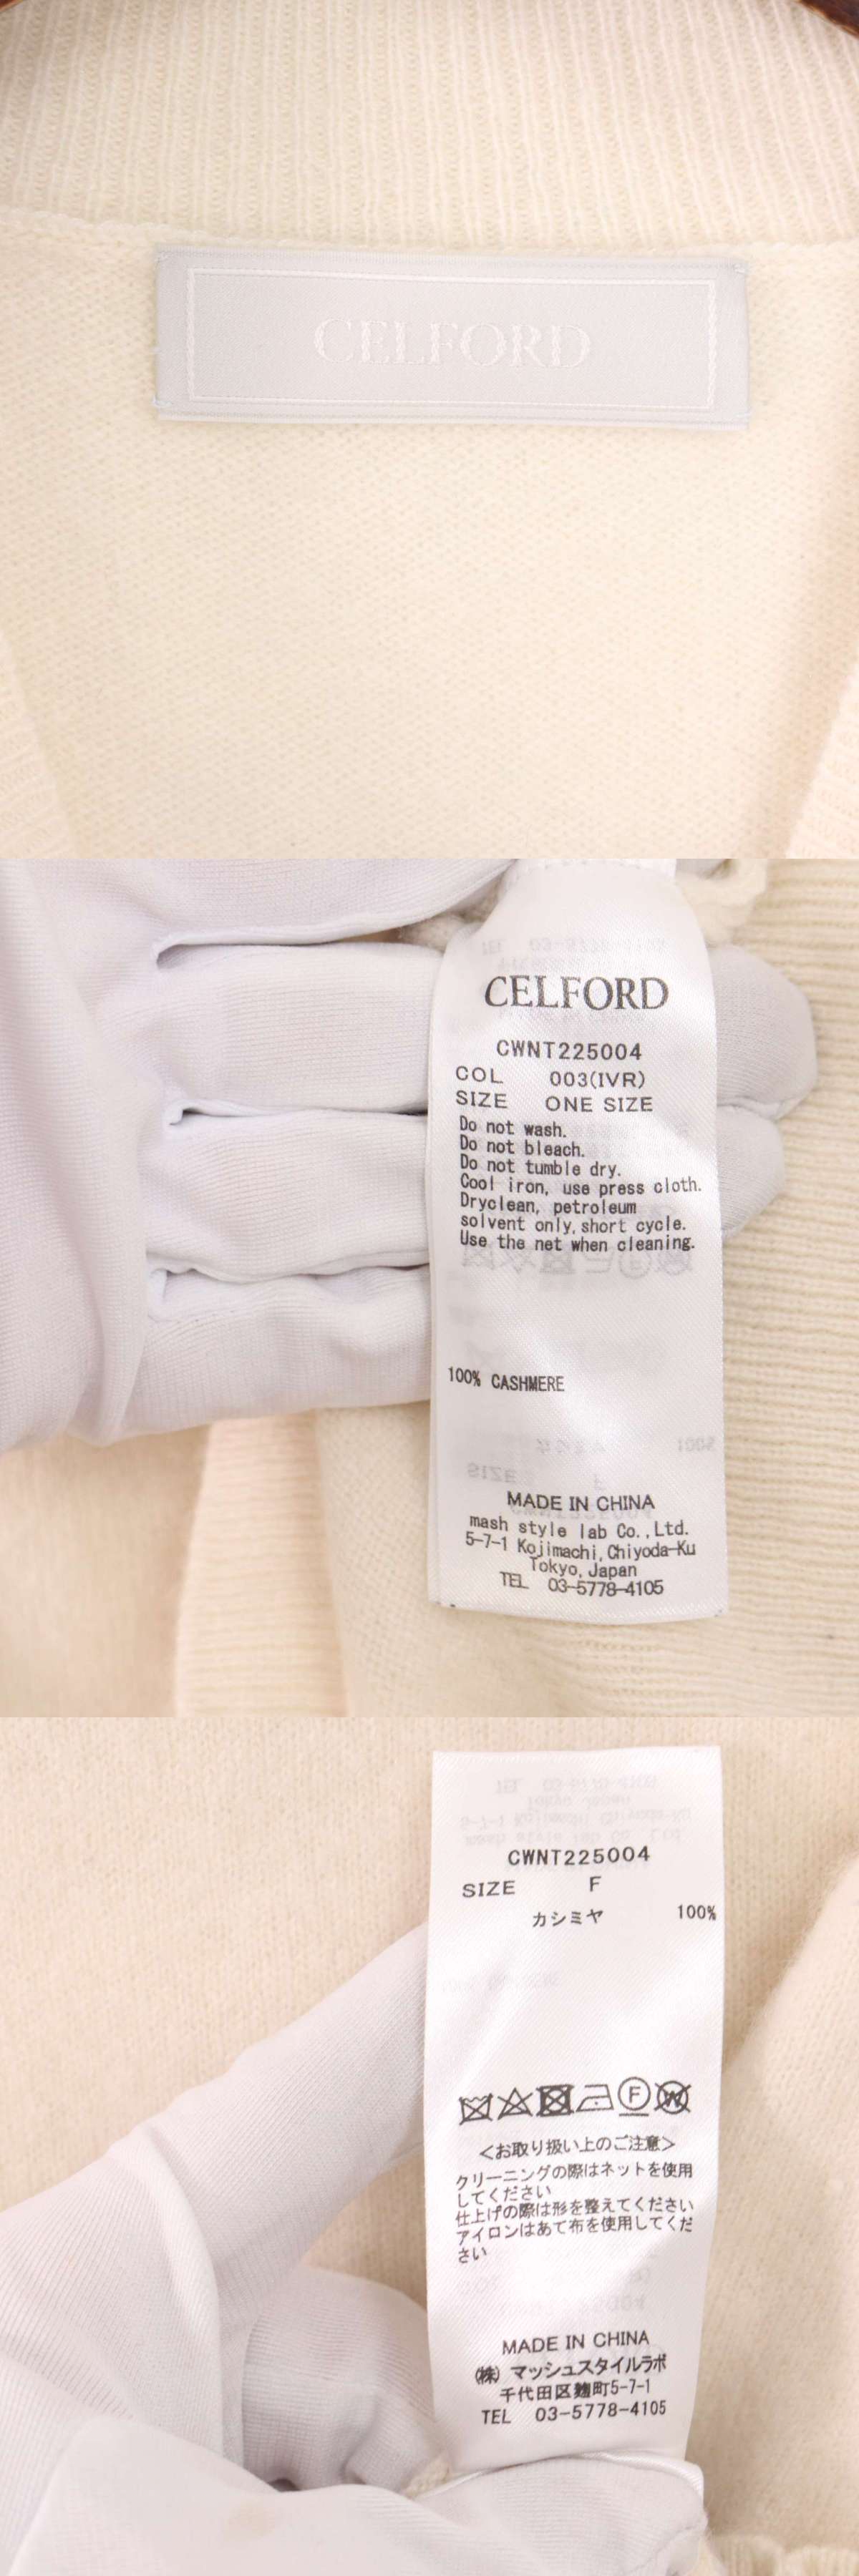 CELFORD
CELFORD
CWNT225004
COL 003(IVR)
SIZE ONE SIZE
Do not wash.
Do not bleach.
Do not tumble dry.
Cool iron, use press cloth.
Dryclean, petroleum
solvent only, short cycle.
Use the net when cleaning.
100% CASHMERE
MADE IN CHINA
mash style lab Co.,Ltd.
5-7-1 Kojimachi,Chiyoda-Ku
Tokyo,Japan
TEL 03-5778-4105
CWNT225004
SIZE F
カシミヤ 100%
F W
<お取り扱い上のご注意>
クリーニングの際はネットを使用
してください
仕上げの際は形を整えてください
アイロンはあて布を使用してくだ
さい
MADE IN CHINA
㈱ マッシュスタイルラボ
千代田区麹町5-7-1
TEL 03-5778-4105